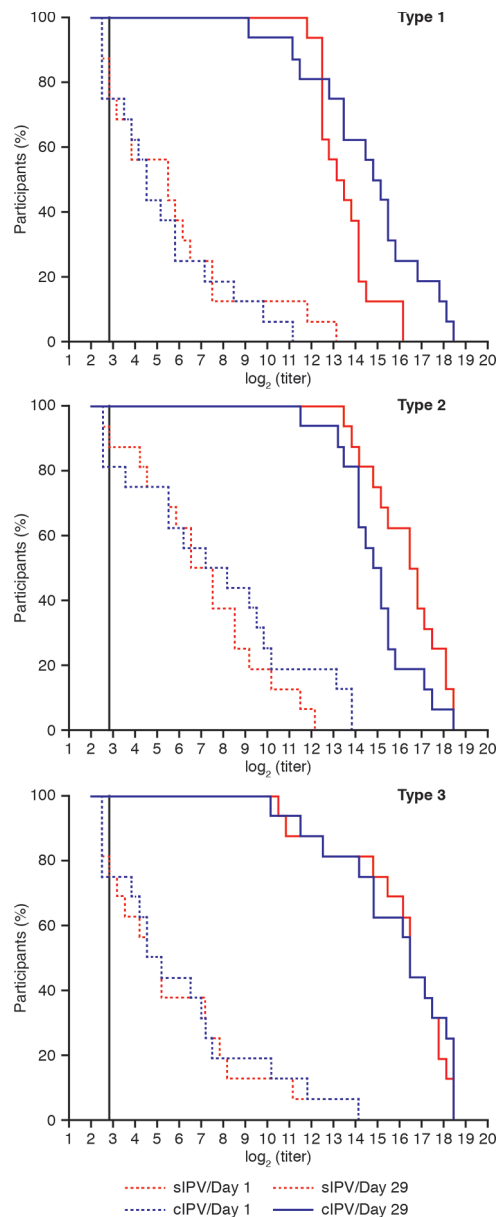 Type 1
100
80
60
40
20
0
Participants (%)
1 2 3 4 5 6 7 8 9 10 11 12 13 14 15 16 17 18 19 20
log2 (titer)
Type 2
100
80
60
40
20
0
Participants (%)
1 2 3 4 5 6 7 8 9 10 11 12 13 14 15 16 17 18 19 20
log2 (titer)
Type 3
100
80
60
40
20
0
Participants (%)
1 2 3 4 5 6 7 8 9 10 11 12 13 14 15 16 17 18 19 20
log2 (titer)
sIPV/Day 1 sIPV/Day 29
cIPV/Day 1 cIPV/Day 29